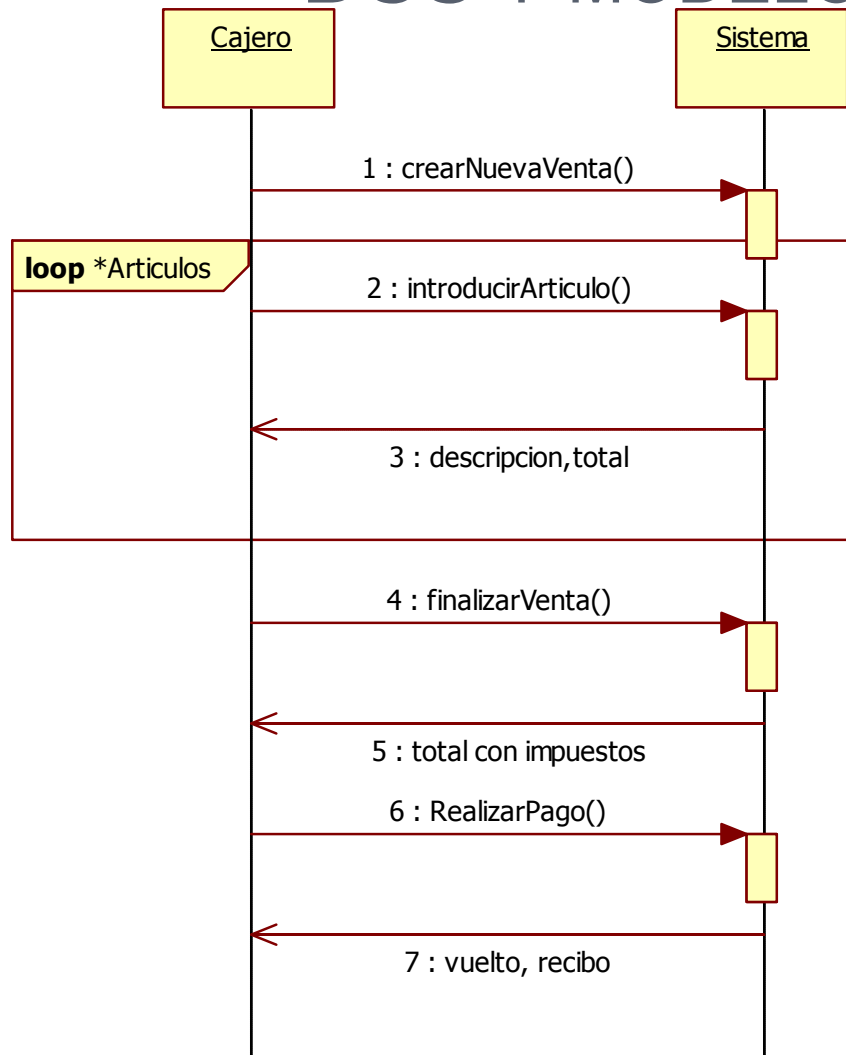 Cajero
Sistema
1 : crearNuevaVenta()
loop *Articulos
2 : introducirArticulo()
3 : descripcion,total
4 : finalizarVenta()
5 : total con impuestos
6 : RealizarPago()
7 : vuelto, recibo